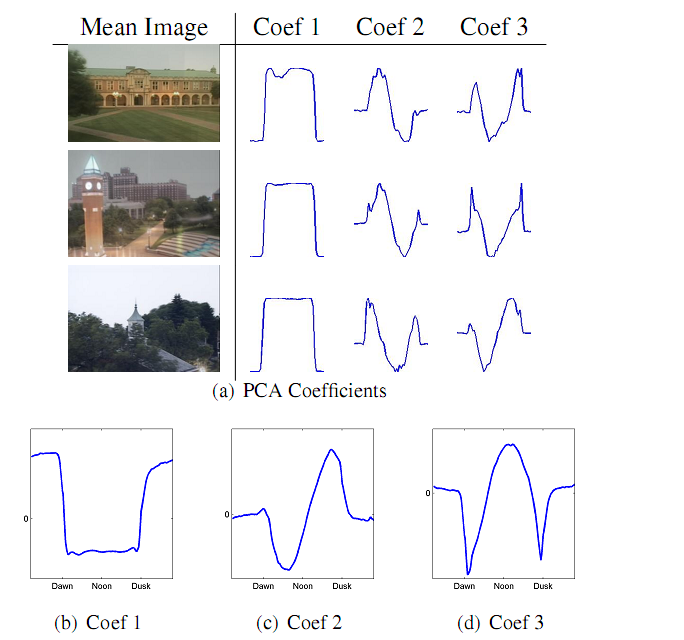 Mean Image Coef 1 Coef 2 Coef 3
(a) PCA Coefficients
0 0 0
Dawn Noon Dusk Dawn Noon Dusk Dawn Noon Dusk
(b) Coef 1 (c) Coef 2 (d) Coef 3